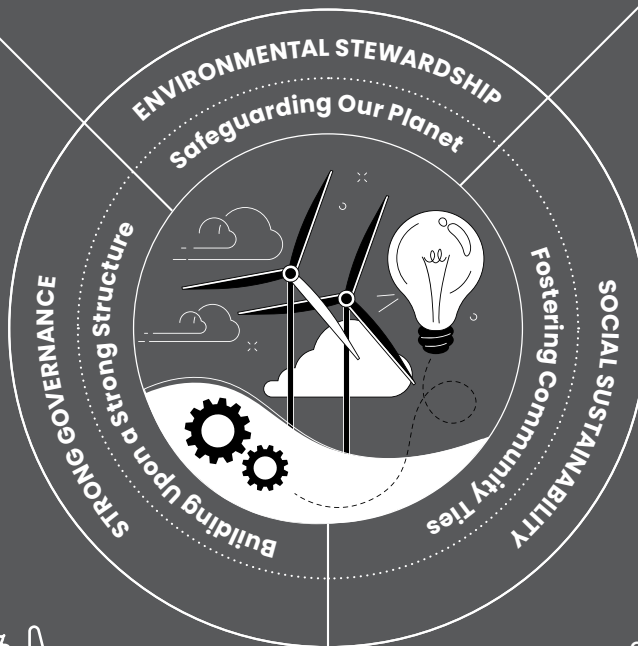 ENVIRONMENTAL STEWARDSHIP
Safeguarding Our Planet
SOCIAL SUSTAINABILITY
Fostering Community Ties
STRONG GOVERNANCE
Building Upon a Strong Structure